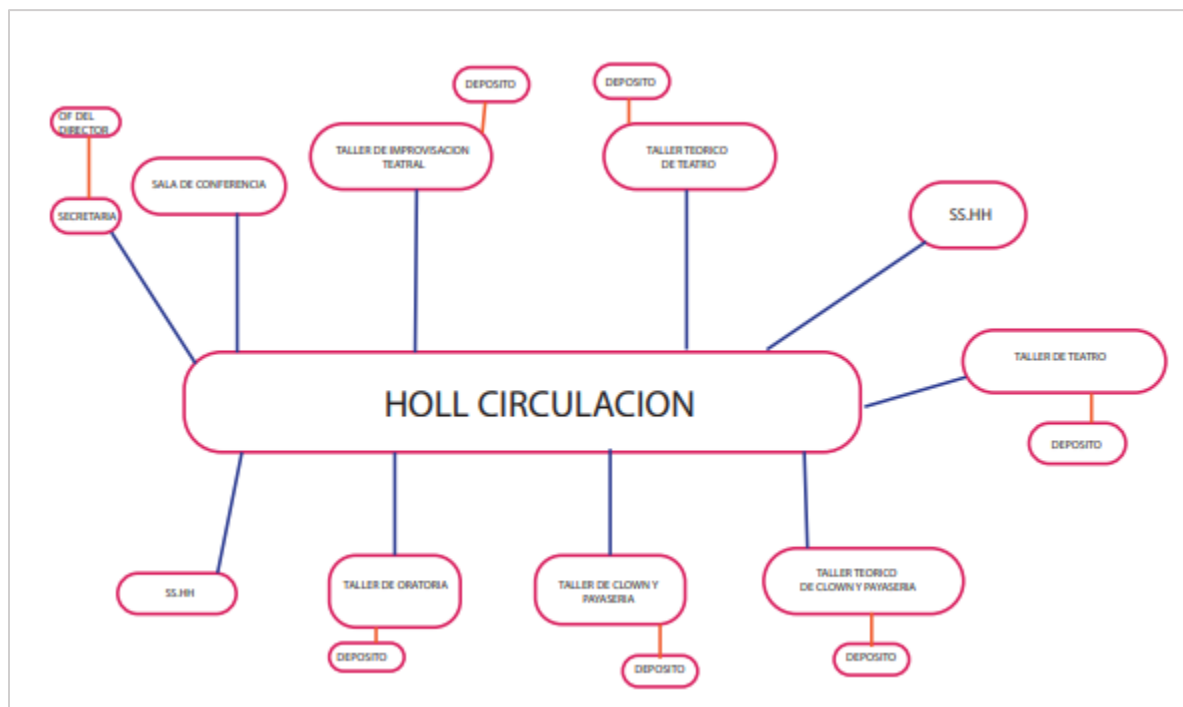 DEPOSITO
DEPOSITO
OF DEL
DIRECTOR
TALLER DE IMPROVISACION
TEATRAL
TALLER TEORICO
DE TEATRO
SALA DE CONFERENCIA
SECRETARIA
SS.HH
TALLER DE TEATRO
HOLL CIRCULACION
DEPOSITO
TALLER DE ORATORIA
TALLER DE CLOWN Y
PAYASERIA
TALLER TEORICO
DE CLOWN Y PAYASERIA
SS.HH
DEPOSITO
DEPOSITO
DEPOSITO